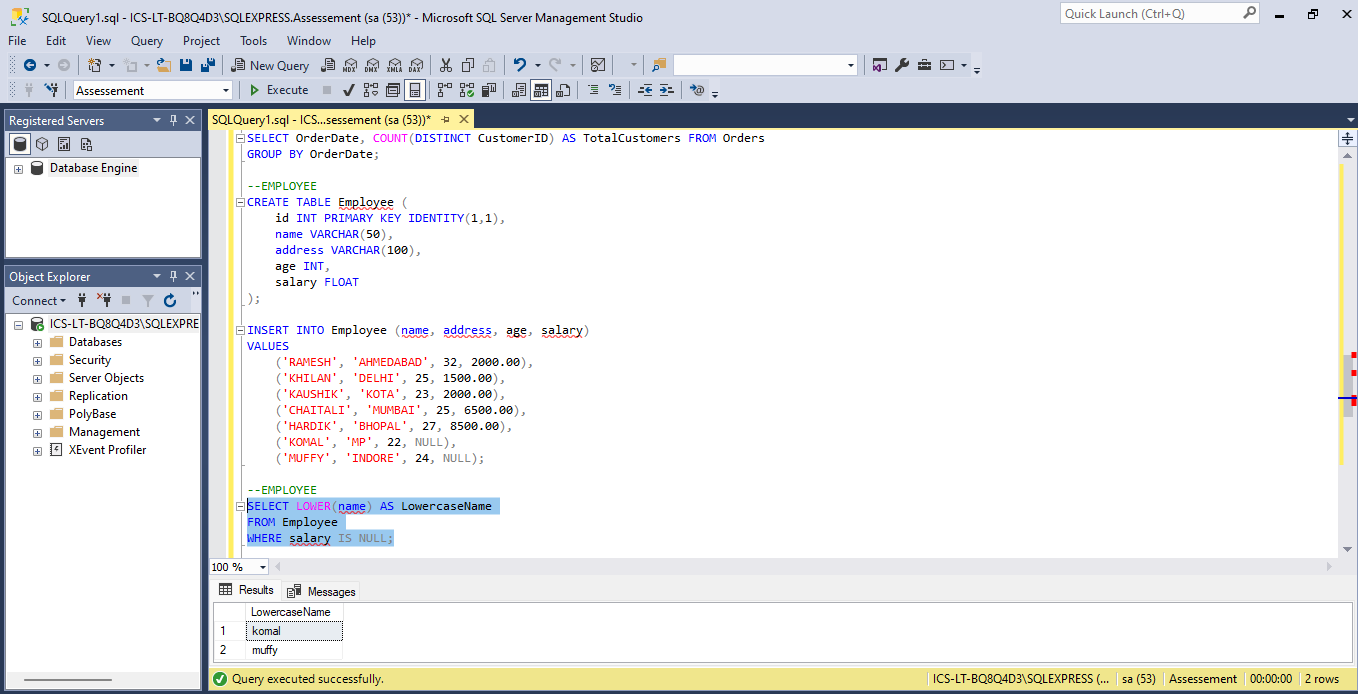 SQLQuery1.sql - ICS-LT-BQ8Q4D3\SQLEXPRESS.Assessement (sa (53))* - Microsoft SQL Server Management Studio
Quick Launch (Ctrl+Q)
File Edit View Query Project Tools Window Help
New Query MDX DMX XMLA DAX
Assessement Execute
Registered Servers
Database Engine
Object Explorer
Connect
ICS-LT-BQ8Q4D3\SQLEXPRE
Databases
Security
Server Objects
Replication
PolyBase
Management
XEvent Profiler
SQLQuery1.sql - ICS...sessement (sa (53))*
SELECT OrderDate, COUNT(DISTINCT CustomerID) AS TotalCustomers FROM Orders
GROUP BY OrderDate;
--EMPLOYEE
CREATE TABLE Employee (
id INT PRIMARY KEY IDENTITY(1,1),
name VARCHAR(50),
address VARCHAR(100),
age INT,
salary FLOAT
);
INSERT INTO Employee (name, address, age, salary)
VALUES
('RAMESH', 'AHMEDABAD', 32, 2000.00),
('KHILAN', 'DELHI', 25, 1500.00),
('KAUSHIK', 'KOTA', 23, 2000.00),
('CHAITALI', 'MUMBAI', 25, 6500.00),
('HARDIK', 'BHOPAL', 27, 8500.00),
('KOMAL', 'MP', 22, NULL),
('MUFFY', 'INDORE', 24, NULL);
--EMPLOYEE
SELECT LOWER(name) AS LowercaseName
FROM Employee
WHERE salary IS NULL;
100 %
Results Messages
LowercaseName
1 komal
2 muffy
Query executed successfully.
ICS-LT-BQ8Q4D3\SQLEXPRESS (... sa (53) Assessement 00:00:00 2 rows